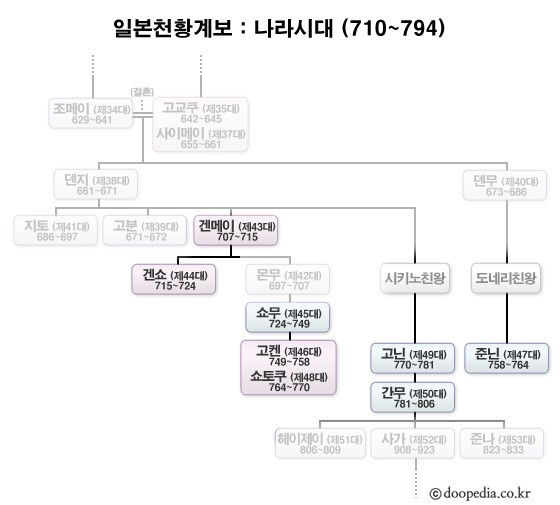 일본천황계보 : 나라시대 (710~794)
(결혼)
조메이 (제34대)
629~641
고교쿠 (제35대)
642~645
사이메이 (제37대)
655~661
덴지 (제38대)
661~671
덴무 (제40대)
673~686
지토 (제41대)
686~697
고분 (제39대)
671~672
겐메이 (제43대)
707~715
겐쇼 (제44대)
715~724
몬무 (제42대)
697~707
시키노친왕
도네리친왕
쇼무 (제45대)
724~749
고켄 (제46대)
749~758
쇼토쿠 (제48대)
764~770
고닌 (제49대)
770~781
준닌 (제47대)
758~764
간무 (제50대)
781~806
헤이제이 (제51대)
806~809
사가 (제52대)
908~923
준나 (제53대)
823~833
ⓒdoopedia.co.kr